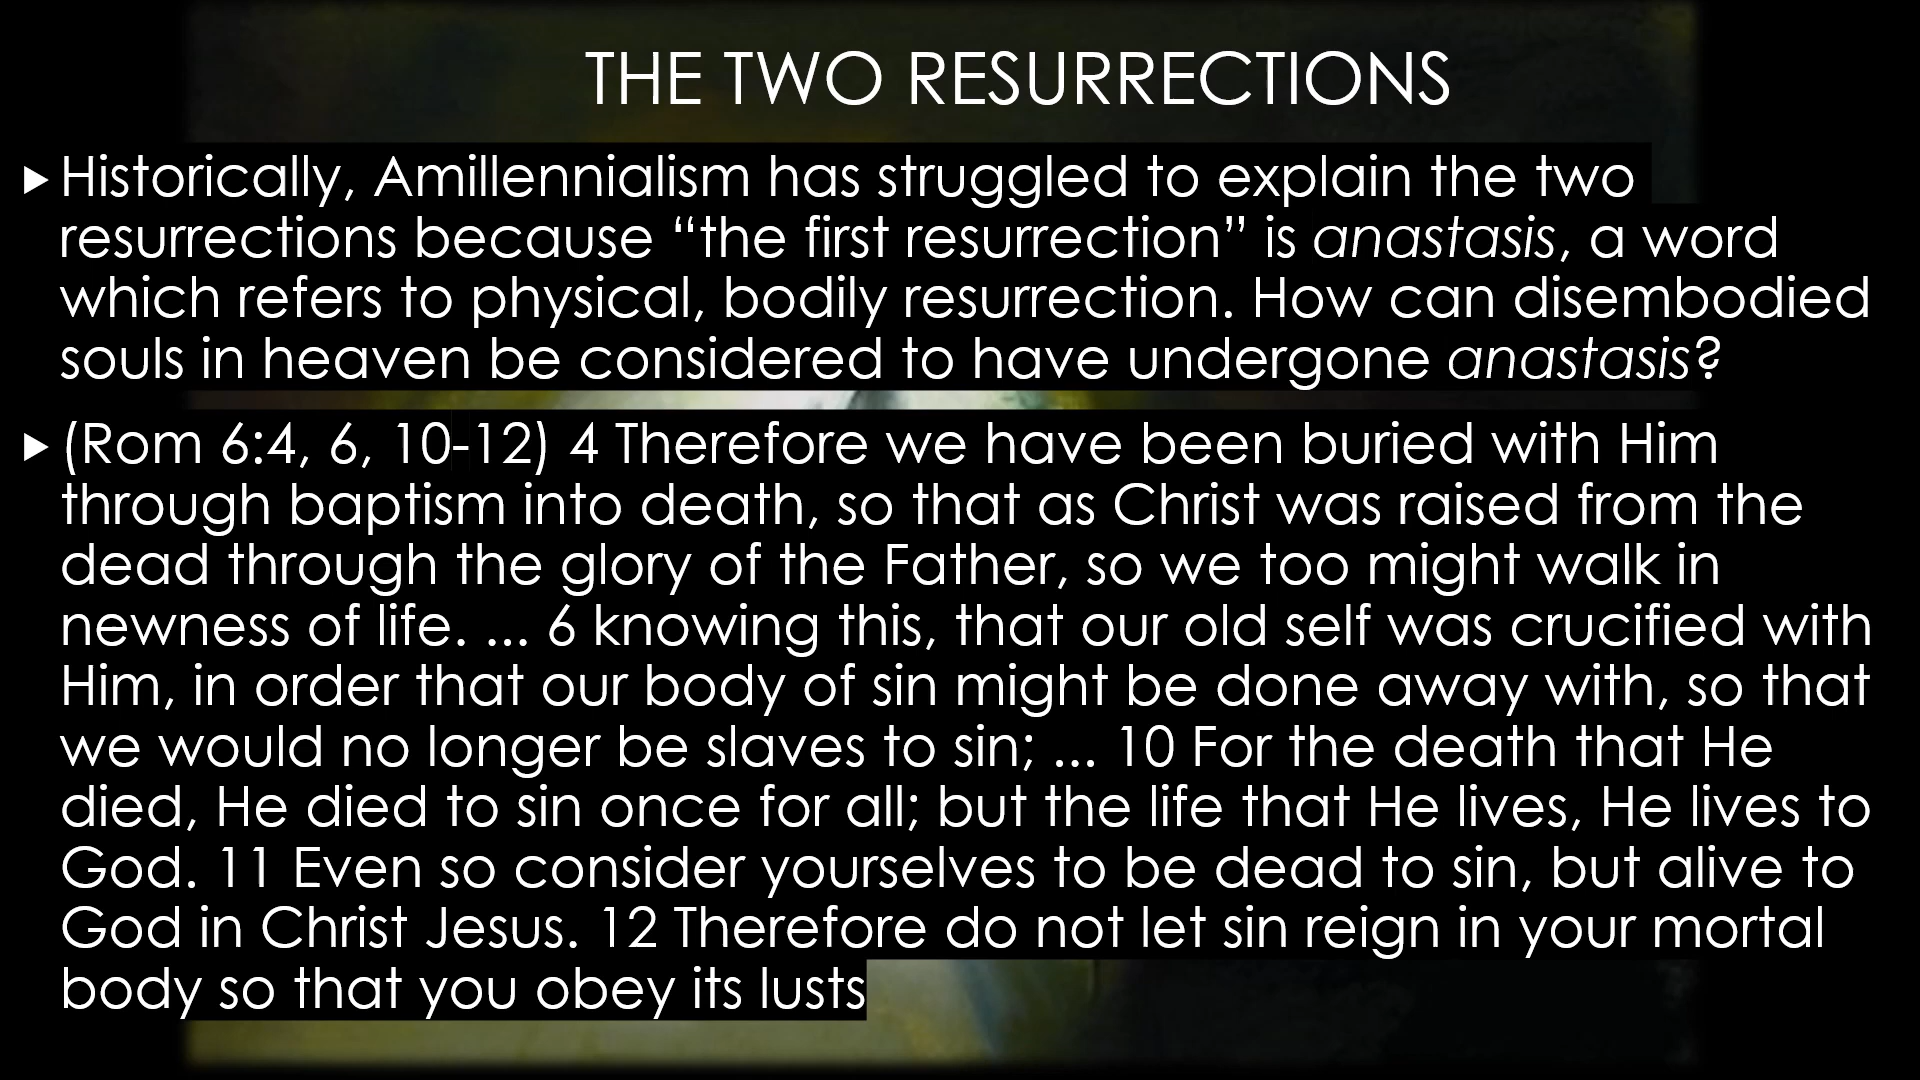 THE TWO RESURRECTIONS
Historically, Amillennialism has struggled to explain the two
resurrections because “the first resurrection” is anastasis, a word
which refers to physical, bodily resurrection. How can disembodied
souls in heaven be considered to have undergone anastasis?
(Rom 6:4, 6, 10-12) 4 Therefore we have been buried with Him
through baptism into death, so that as Christ was raised from the
dead through the glory of the Father, so we too might walk in
newness of life. ... 6 knowing this, that our old self was crucified with
Him, in order that our body of sin might be done away with, so that
we would no longer be slaves to sin; ... 10 For the death that He
died, He died to sin once for all; but the life that He lives, He lives to
God. 11 Even so consider yourselves to be dead to sin, but alive to
God in Christ Jesus. 12 Therefore do not let sin reign in your mortal
body so that you obey its lusts